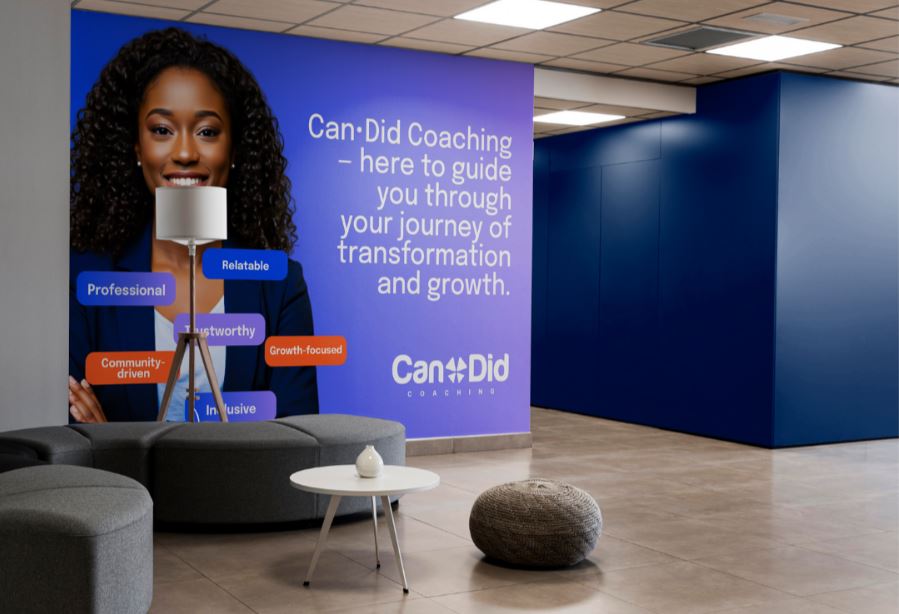 Can•Did Coaching
– here to guide
you through
your journey of
transformation
and growth.
Relatable
Professional
Trustworthy
Growth-focused
Community-
driven
Inclusive
Can Did
COACHING